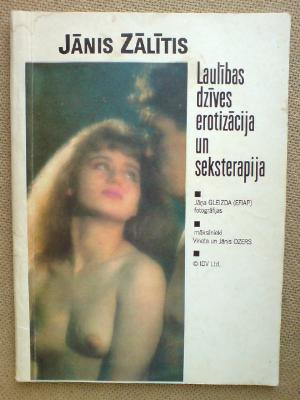 JĀNIS ZĀLĪTIS
Laulības
dzīves
erotizācija
un
seksterapija
Jāņa GLEIZDA (EFIAP)
fotogrāfijas
mākslinieki
Vineta un Jānis OZERS
© IDV Ltd.